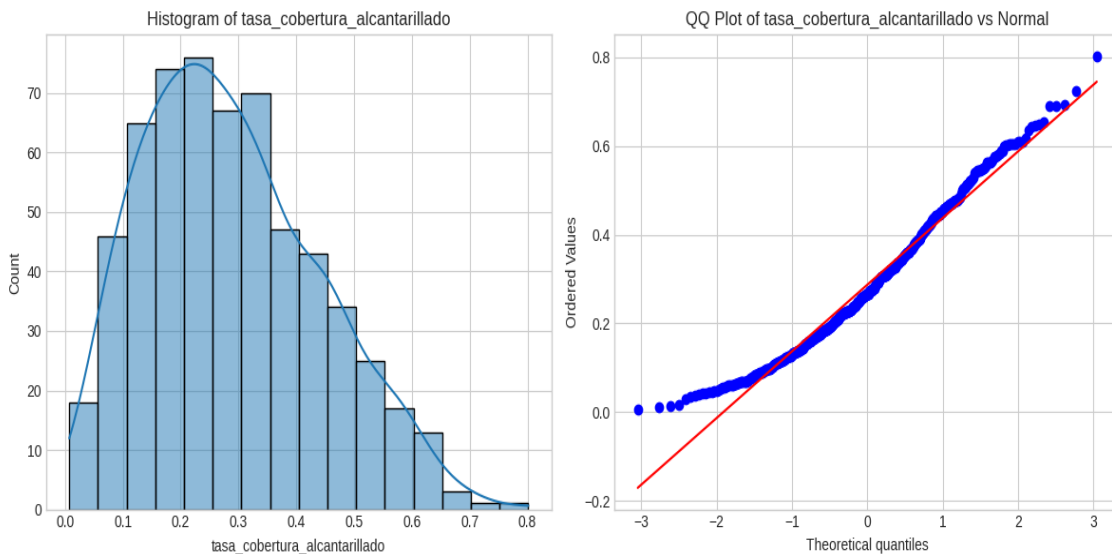 Histogram of tasa_cobertura_alcantarillado
Count
70
60
50
40
30
20
10
0
0.0 0.1 0.2 0.3 0.4 0.5 0.6 0.7 0.8
tasa_cobertura_alcantarillado
QQ Plot of tasa_cobertura_alcantarillado vs Normal
Ordered Values
0.8
0.6
0.4
0.2
0.0
−0.2
−3 −2 −1 0 1 2 3
Theoretical quantiles